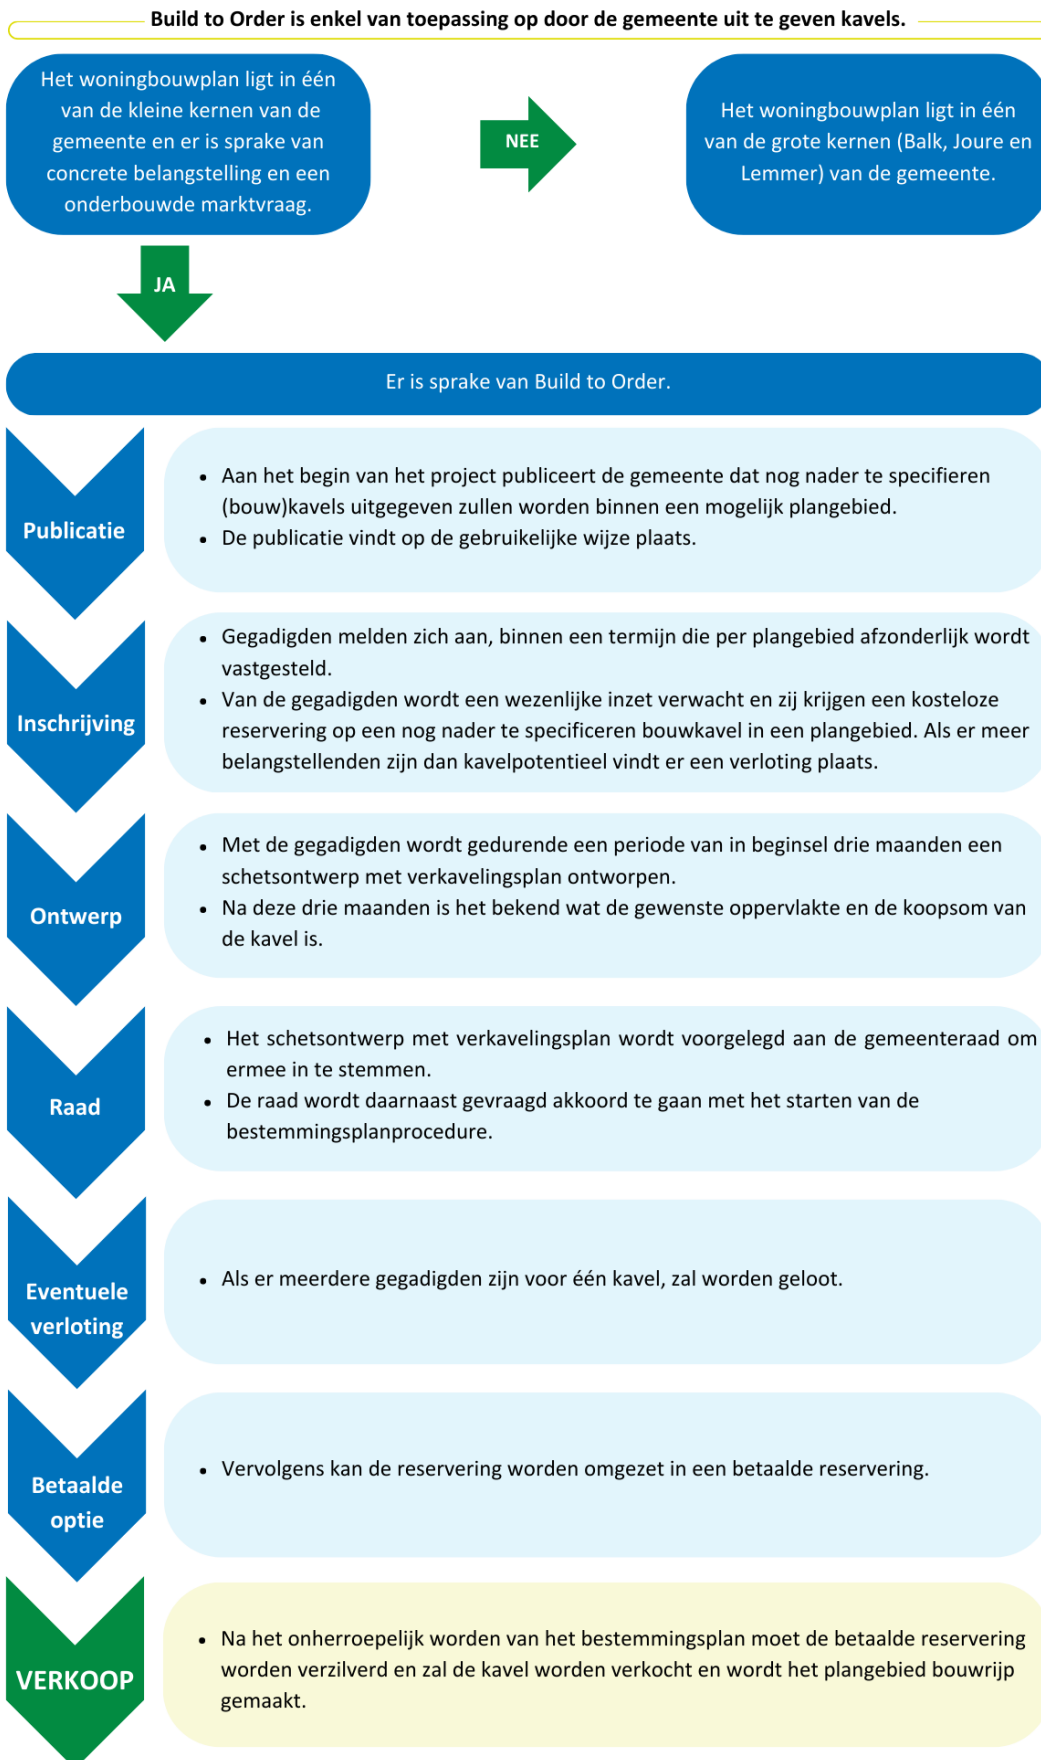 Build to Order is enkel van toepassing op door de gemeente uit te geven kavels.
Het woningbouwplan ligt in één
van de kleine kernen van de
gemeente en er is sprake van
concrete belangstelling en een
onderbouwde marktvraag.
NEE
Het woningbouwplan ligt in één
van de grote kernen (Balk, Joure en
Lemmer) van de gemeente.
JA
Er is sprake van Build to Order.
Publicatie
• Aan het begin van het project publiceert de gemeente dat nog nader te specifieren
(bouw)kavels uitgegeven zullen worden binnen een mogelijk plangebied.
• De publicatie vindt op de gebruikelijke wijze plaats.
Inschrijving
• Gegadigden melden zich aan, binnen een termijn die per plangebied afzonderlijk wordt
vastgesteld.
• Van de gegadigden wordt een wezenlijke inzet verwacht en zij krijgen een kosteloze
reservering op een nog nader te specificeren bouwkavel in een plangebied. Als er meer
belangstellenden zijn dan kavelpotentieel vindt er een verloting plaats.
Ontwerp
• Met de gegadigden wordt gedurende een periode van in beginsel drie maanden een
schetsontwerp met verkavelingsplan ontworpen.
• Na deze drie maanden is het bekend wat de gewenste oppervlakte en de koopsom van
de kavel is.
Raad
• Het schetsontwerp met verkavelingsplan wordt voorgelegd aan de gemeenteraad om
ermee in te stemmen.
• De raad wordt daarnaast gevraagd akkoord te gaan met het starten van de
bestemmingsplanprocedure.
Eventuele
verloting
• Als er meerdere gegadigden zijn voor één kavel, zal worden geloot.
Betaalde
optie
• Vervolgens kan de reservering worden omgezet in een betaalde reservering.
VERKOOP
• Na het onherroepelijk worden van het bestemmingsplan moet de betaalde reservering
worden verzilverd en zal de kavel worden verkocht en wordt het plangebied bouwrijp
gemaakt.